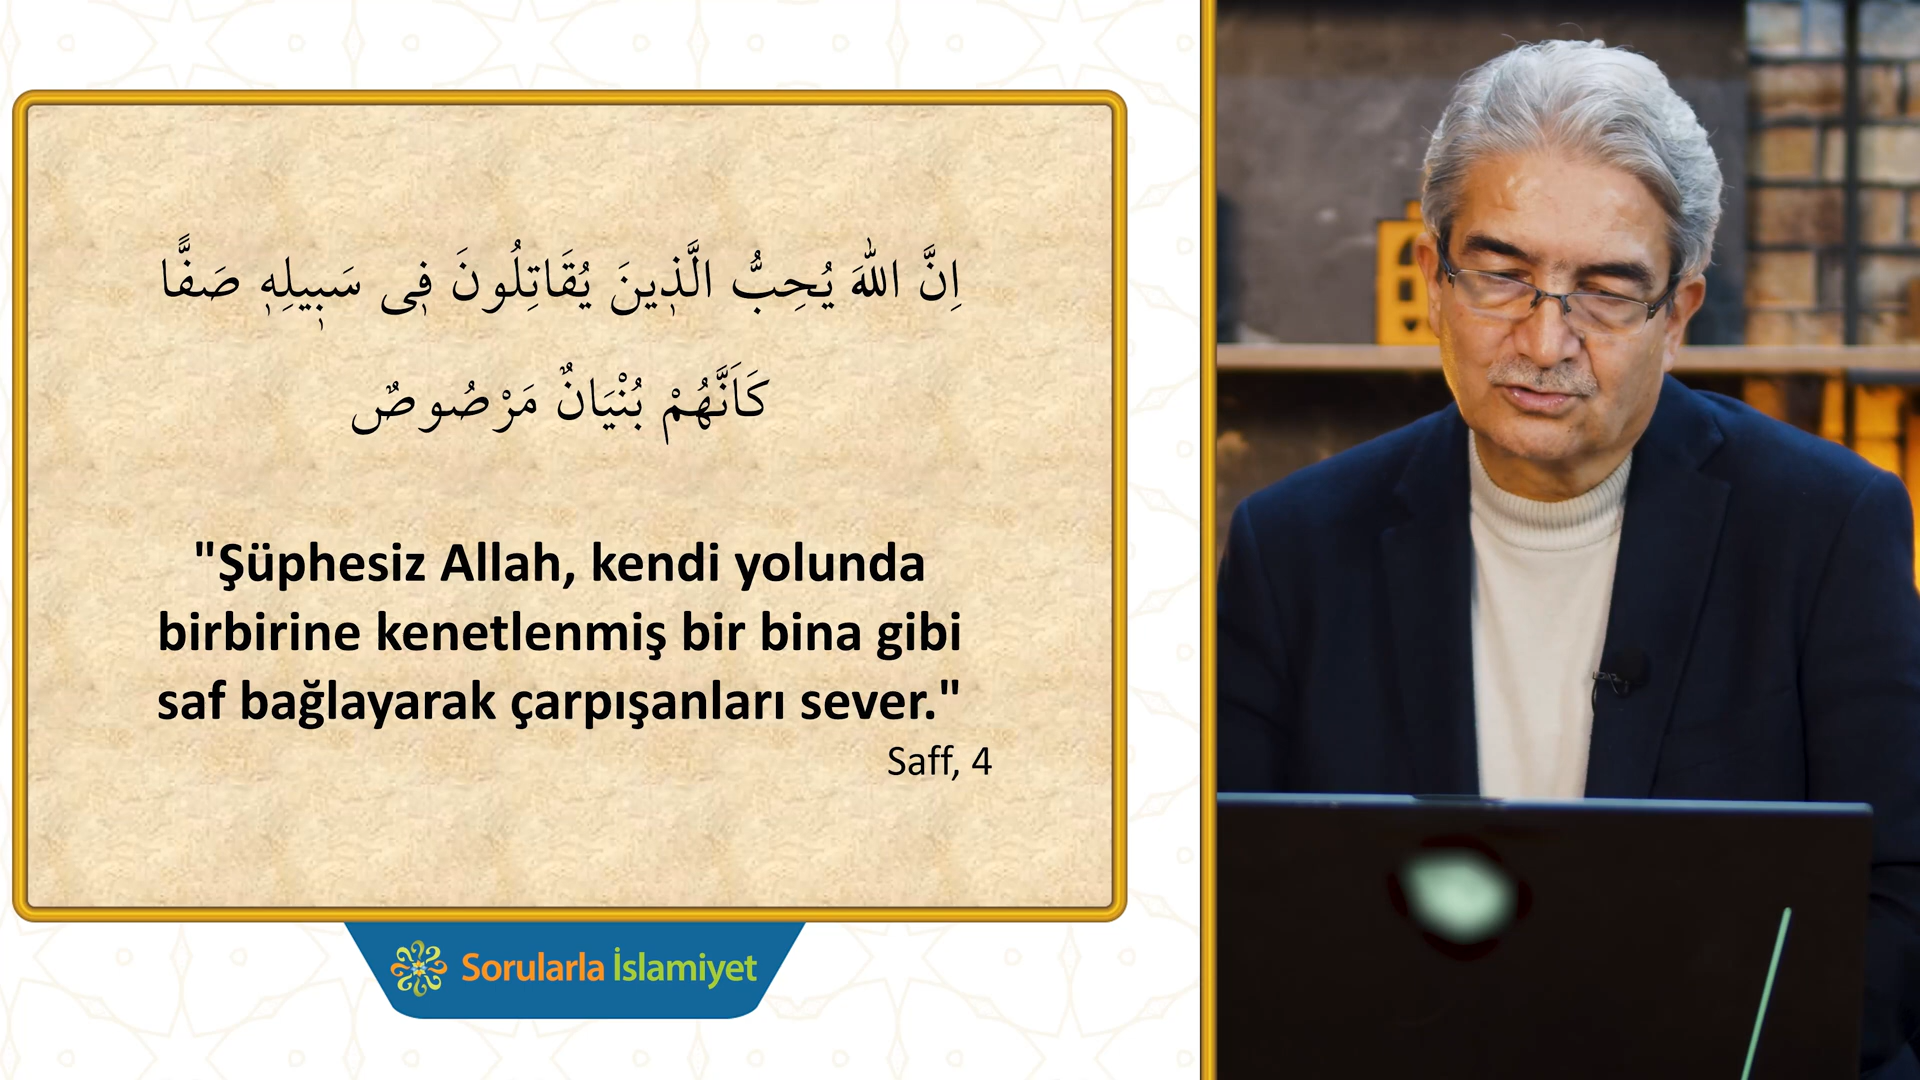 اِنَّ اللّٰهَ يُحِبُّ الَّذ۪ينَ يُقَاتِلُونَ ف۪ى سَب۪يلِه۪ صَفًّا
كَاَنَّهُمْ بُنْيَانٌ مَرْصُوصٌ
"Şüphesiz Allah, kendi yolunda
birbirine kenetlenmiş bir bina gibi
saf bağlayarak çarpışanları sever."
Saff, 4
Sorularla İslamiyet